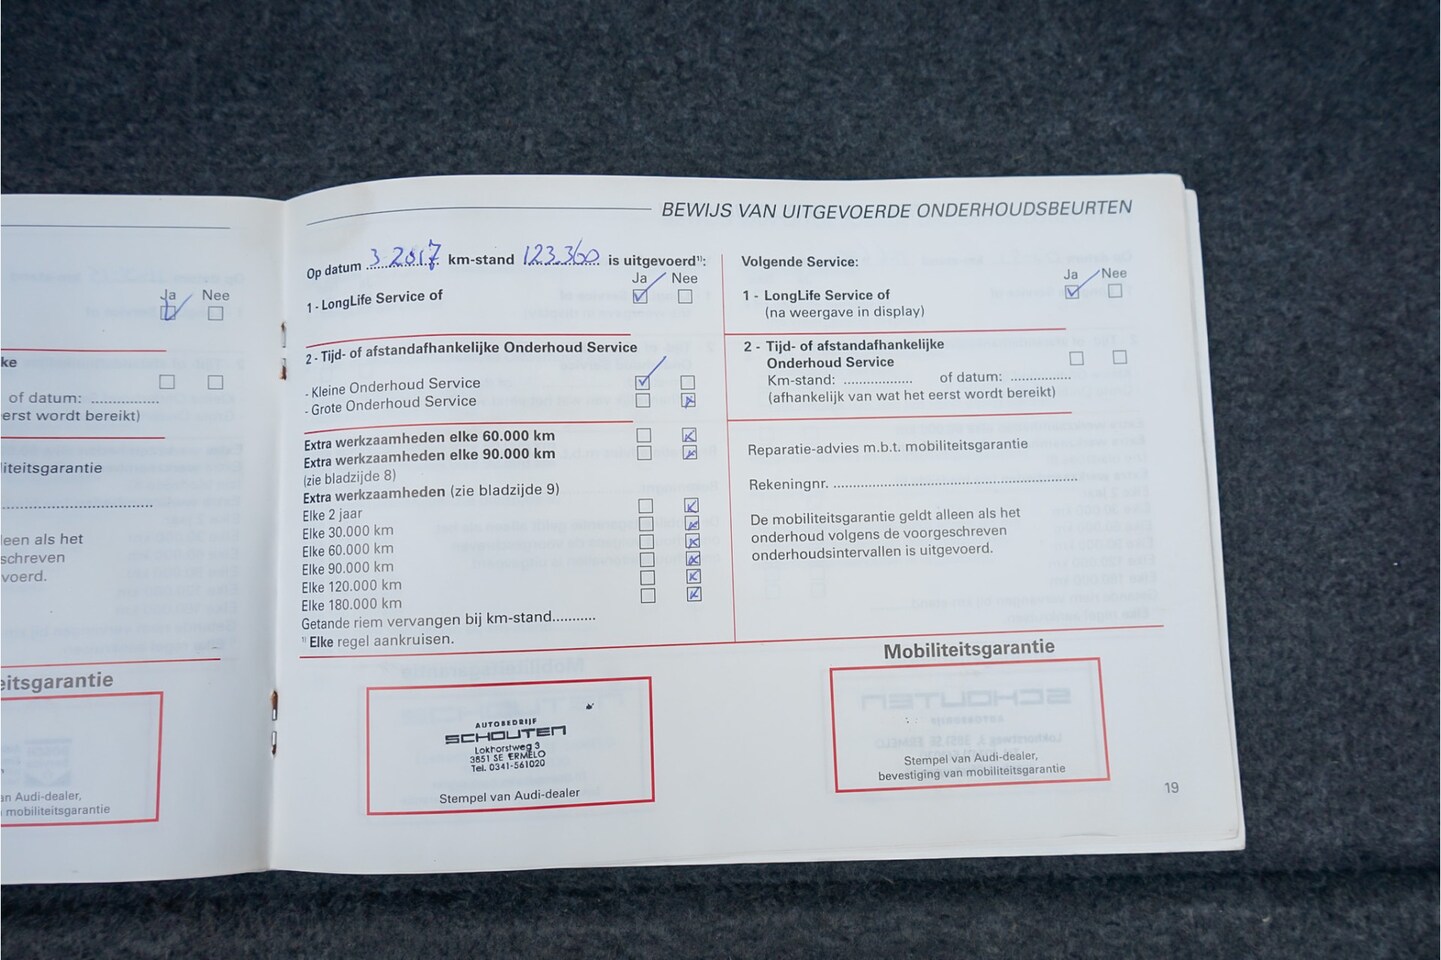 Ja Nee
ke
of datum: ................
eerst wordt bereikt)
liteitsgarantie
leen als het
schreven
voerd.
eitsgarantie
an Audi-dealer,
mobiliteitsgarantie
BEWIJS VAN UITGEVOERDE ONDERHOUDSBEURTEN
Op datum 3 2017 km-stand 123.360 is uitgevoerd¹⁾:
Ja Nee
1 - LongLife Service of
2 - Tijd- of afstandafhankelijke Onderhoud Service
- Kleine Onderhoud Service
- Grote Onderhoud Service
Extra werkzaamheden elke 60.000 km
Extra werkzaamheden elke 90.000 km
(zie bladzijde 8)
Extra werkzaamheden (zie bladzijde 9)
Elke 2 jaar
Elke 30.000 km
Elke 60.000 km
Elke 90.000 km
Elke 120.000 km
Elke 180.000 km
Getande riem vervangen bij km-stand...........
¹⁾ Elke regel aankruisen.
AUTOBEDRIJF
SCHOUTEN
Lokhorstweg 3
3851 SE ERMELO
Tel. 0341-561020
Stempel van Audi-dealer
Volgende Service:
Ja Nee
1 - LongLife Service of
(na weergave in display)
2 - Tijd- of afstandafhankelijke
Onderhoud Service
Km-stand: .................. of datum: ................
(afhankelijk van wat het eerst wordt bereikt)
Reparatie-advies m.b.t. mobiliteitsgarantie
Rekeningnr. ................................................................
De mobiliteitsgarantie geldt alleen als het
onderhoud volgens de voorgeschreven
onderhoudsintervallen is uitgevoerd.
Mobiliteitsgarantie
Stempel van Audi-dealer,
bevestiging van mobiliteitsgarantie
19